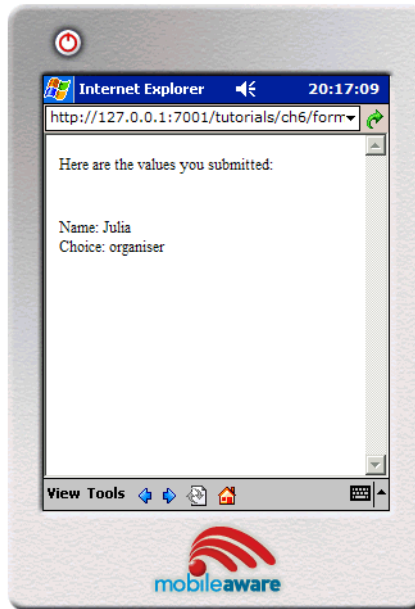 Internet Explorer 20:17:09
http://127.0.0.1:7001/tutorials/ch6/form
Here are the values you submitted:
Name: Julia
Choice: organiser
View Tools
mobileaware